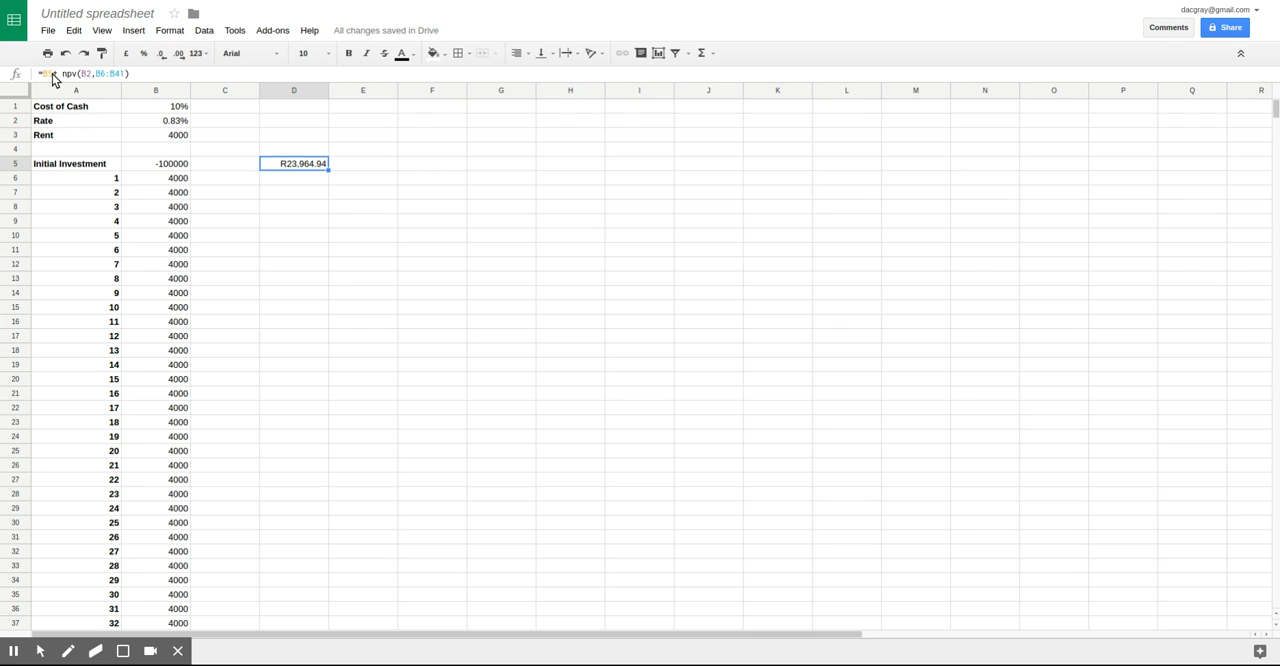 Untitled spreadsheet
dacgray@gmail.com
File Edit View Insert Format Data Tools Add-ons Help All changes saved in Drive
Comments Share
£ % .0 .00 123 Arial 10 B I S A Σ
fx npv(B2,B6:B41)
A B C D E F G H I J K L M N O P Q R
1 Cost of Cash 10%
2 Rate 0.83%
3 Rent 4000
4
5 Initial Investment -100000 R23,964.94
6 1 4000
7 2 4000
8 3 4000
9 4 4000
10 5 4000
11 6 4000
12 7 4000
13 8 4000
14 9 4000
15 10 4000
16 11 4000
17 12 4000
18 13 4000
19 14 4000
20 15 4000
21 16 4000
22 17 4000
23 18 4000
24 19 4000
25 20 4000
26 21 4000
27 22 4000
28 23 4000
29 24 4000
30 25 4000
31 26 4000
32 27 4000
33 28 4000
34 29 4000
35 30 4000
36 31 4000
37 32 4000